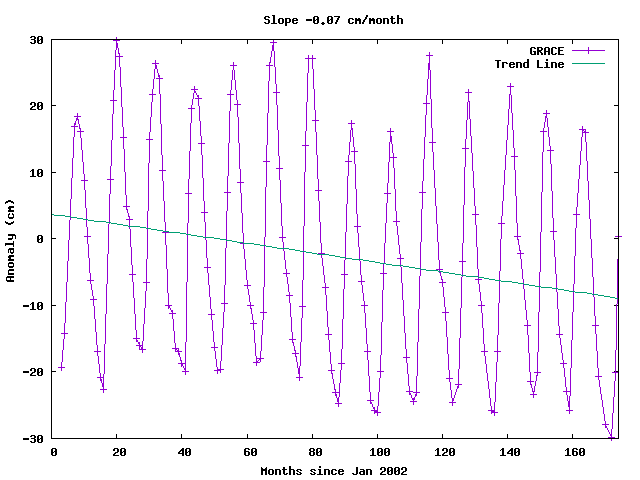 Slope -0.07 cm/month
GRACE
Trend Line
30
20
10
0
-10
-20
-30
Anomaly (cm)
0 20 40 60 80 100 120 140 160
Months since Jan 2002